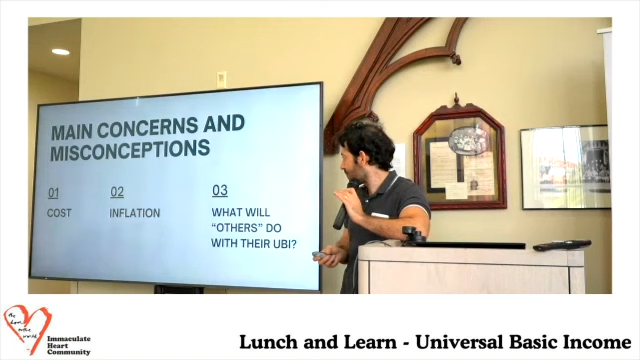 MAIN CONCERNS AND
MISCONCEPTIONS
01
COST
02
INFLATION
03
WHAT WILL
"OTHERS" DO
WITH THEIR UBI?
Immaculate
Heart
Community
Lunch and Learn - Universal Basic Income